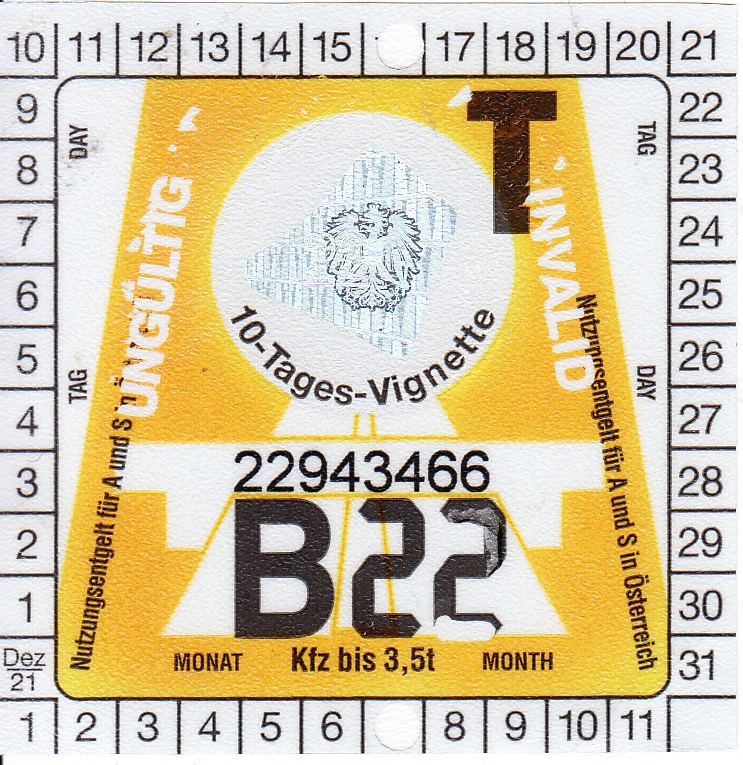 10 11 12 13 14 15 17 18 19 20 21
9 22
8 23
7 24
6 25
5 26
4 27
3 28
2 29
1 30
Dez 21 31
1 2 3 4 5 6 8 9 10 11
DAY
TAG
T
UNGÜLTIG
INVALID
10-Tages-Vignette
TAG
DAY
Nutzungsentgelt für A und S in Ö
Nutzungsentgelt für A und S in Österreich
22943466
B22
MONAT Kfz bis 3,5t MONTH